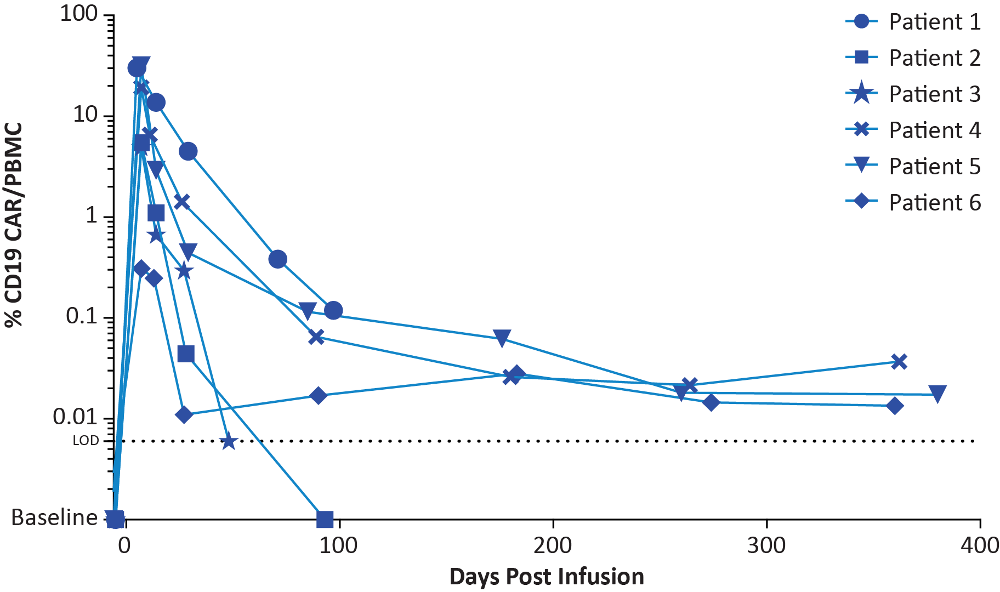 % CD19 CAR/PBMC
100
10
1
0.1
0.01
LOD
Baseline
0
100
200
300
400
Days Post Infusion
Patient 1
Patient 2
Patient 3
Patient 4
Patient 5
Patient 6